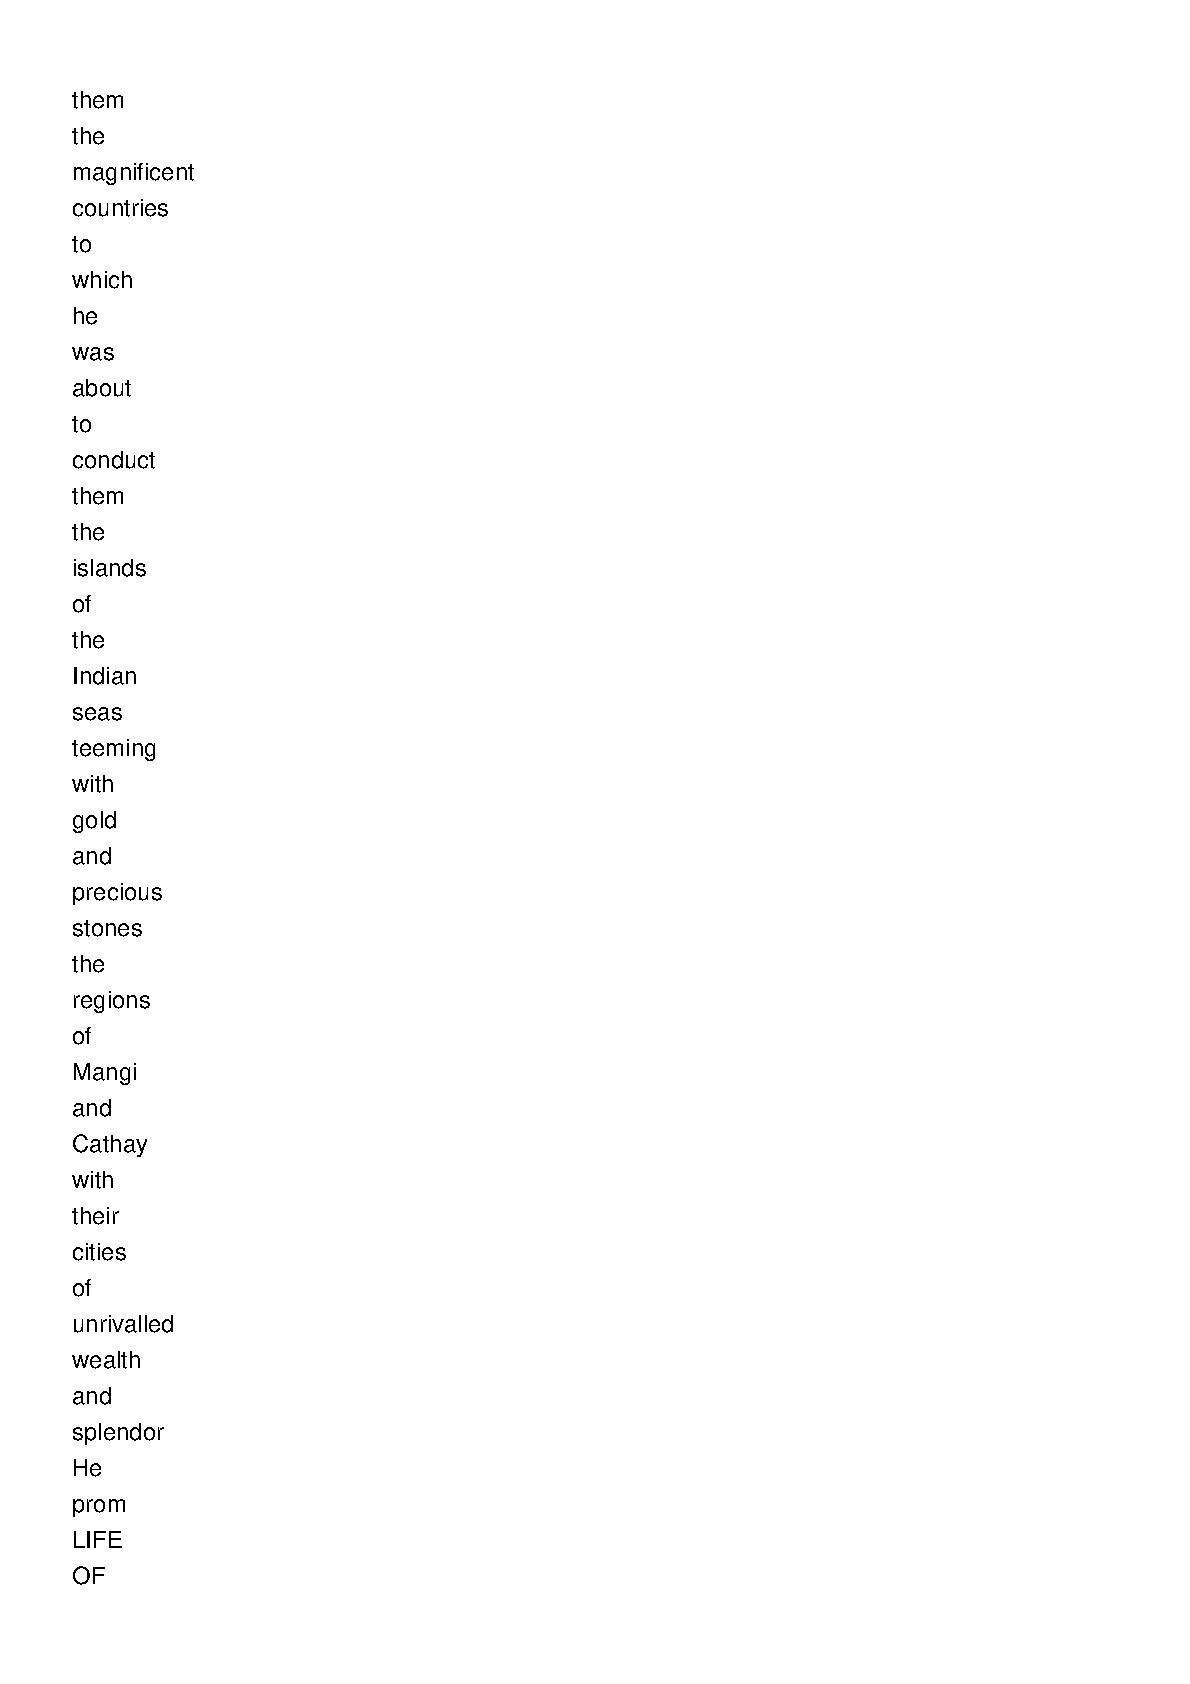 them
the
magnificent
countries
to
which
he
was
about
to
conduct
them
the
islands
of
the
Indian
seas
teeming
with
gold
and
precious
stones
the
regions
of
Mangi
and
Cathay
with
their
cities
of
unrivalled
wealth
and
splendor
He
prom
LIFE
OF